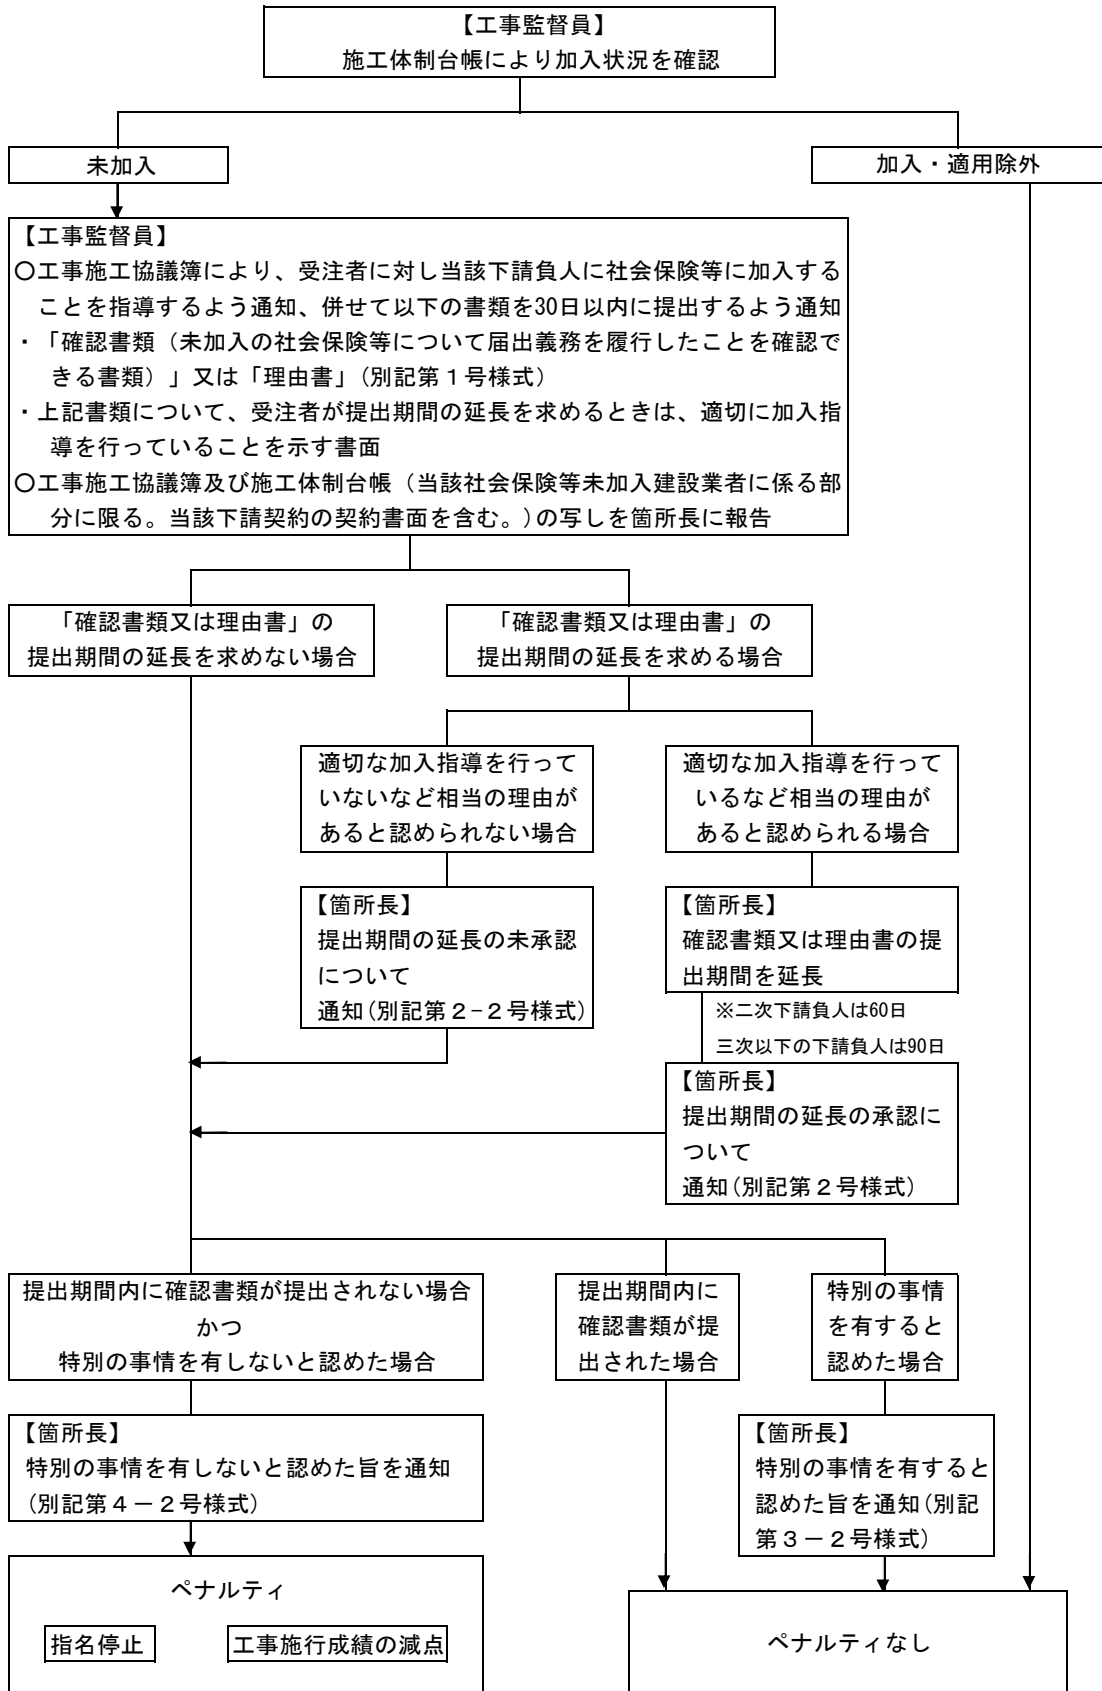 【工事監督員】
施工体制台帳により加入状況を確認
未加入
加入・適用除外
【工事監督員】
〇工事施工協議簿により、受注者に対し当該下請負人に社会保険等に加入する
ことを指導するよう通知、併せて以下の書類を30日以内に提出するよう通知
・「確認書類（未加入の社会保険等について届出義務を履行したことを確認で
きる書類）」又は「理由書」（別記第１号様式）
・上記書類について、受注者が提出期間の延長を求めるときは、適切に加入指
導を行っていることを示す書面
〇工事施工協議簿及び施工体制台帳（当該社会保険等未加入建設業者に係る部
分に限る。当該下請契約の契約書面を含む。）の写しを箇所長に報告
「確認書類又は理由書」の
提出期間の延長を求めない場合
「確認書類又は理由書」の
提出期間の延長を求める場合
適切な加入指導を行って
いないなど相当の理由が
あると認められない場合
適切な加入指導を行って
いるなど相当の理由が
あると認められる場合
【箇所長】
提出期間の延長の未承認
について
通知(別記第２−２号様式)
【箇所長】
確認書類又は理由書の提
出期間を延長
※二次下請負人は60日
三次以下の下請負人は90日
【箇所長】
提出期間の延長の承認に
ついて
通知(別記第２号様式)
提出期間内に確認書類が提出されない場合
かつ
特別の事情を有しないと認めた場合
提出期間内に
確認書類が提
出された場合
特別の事情
を有すると
認めた場合
【箇所長】
特別の事情を有しないと認めた旨を通知
(別記第４−２号様式)
【箇所長】
特別の事情を有すると
認めた旨を通知(別記
第３−２号様式)
ペナルティ
指名停止
工事施行成績の減点
ペナルティなし